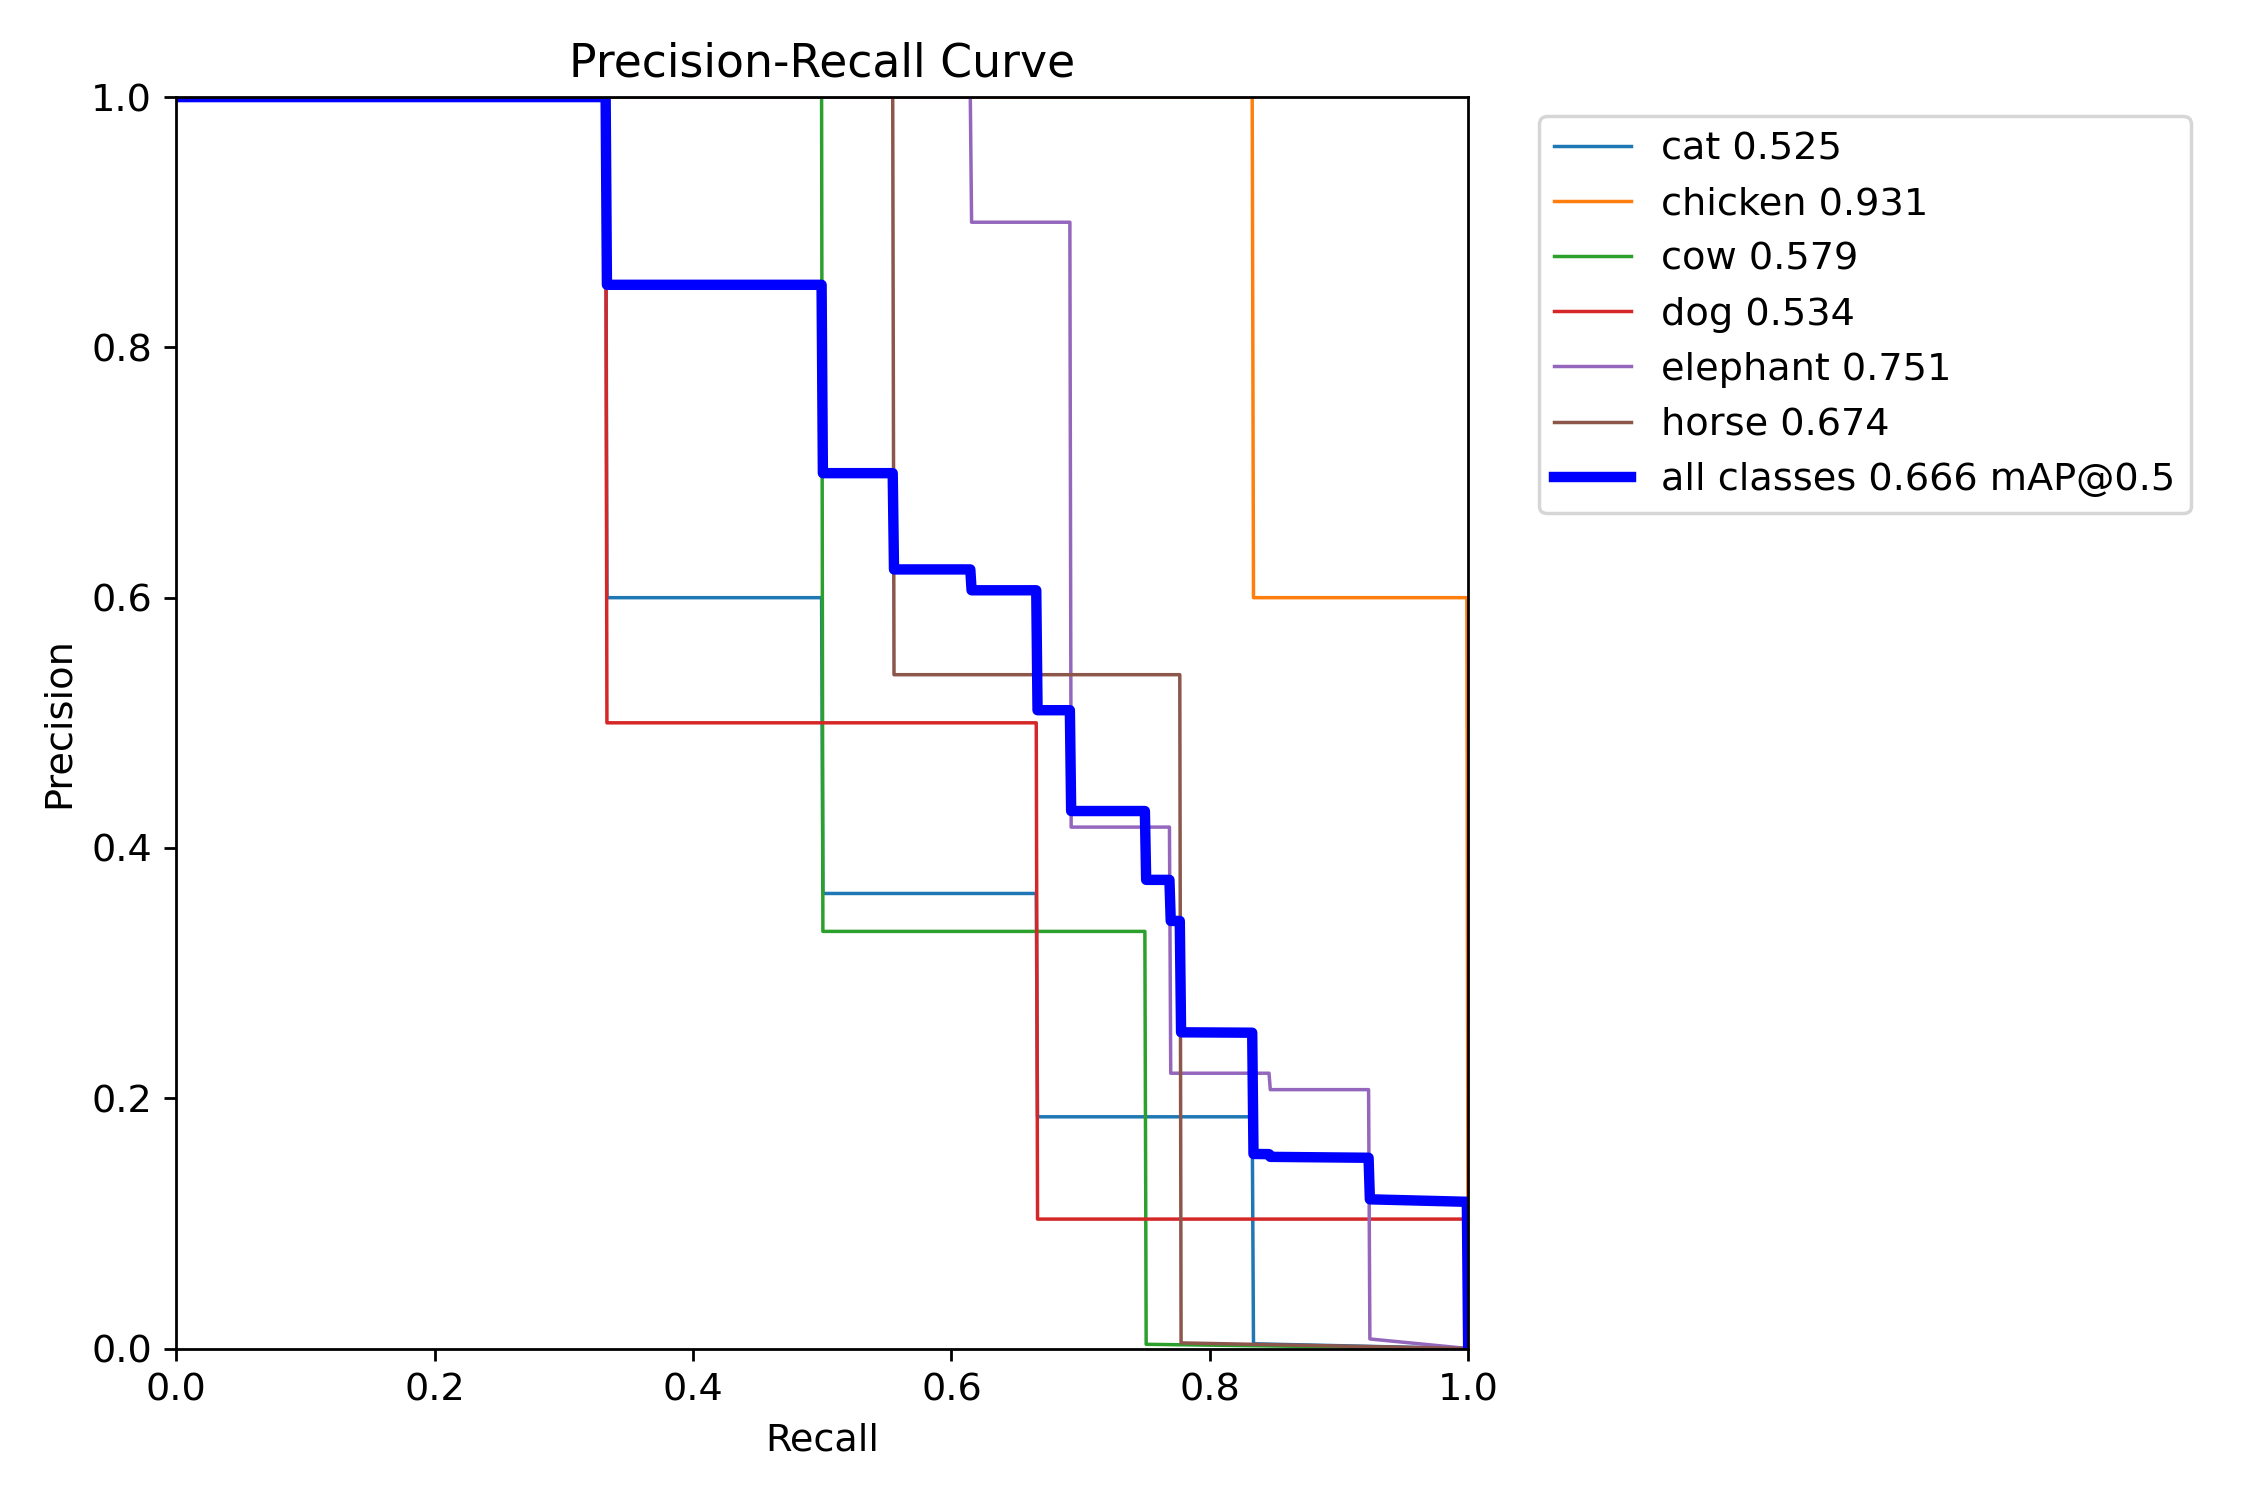 Precision-Recall Curve
1.0
0.8
0.6
0.4
0.2
0.0
Precision
0.0 0.2 0.4 0.6 0.8 1.0
Recall
cat 0.525
chicken 0.931
cow 0.579
dog 0.534
elephant 0.751
horse 0.674
all classes 0.666 mAP@0.5